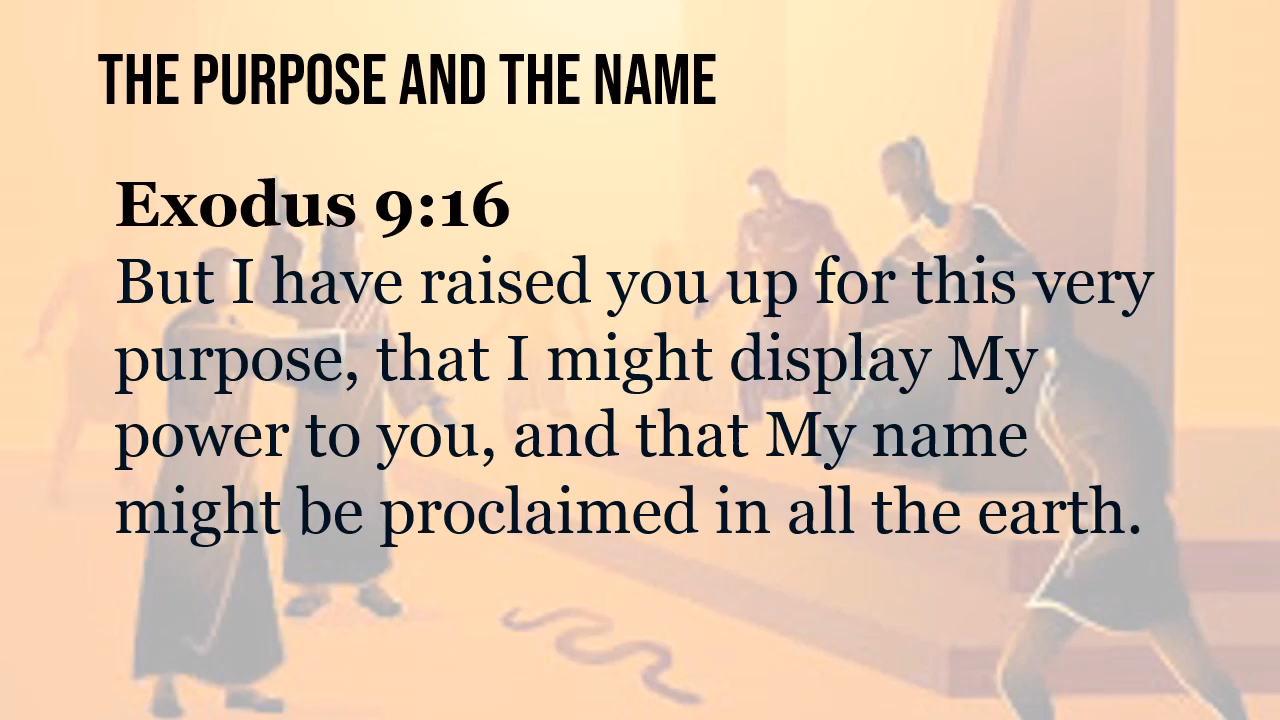 THE PURPOSE AND THE NAME
Exodus 9:16
But I have raised you up for this very
purpose, that I might display My
power to you, and that My name
might be proclaimed in all the earth.